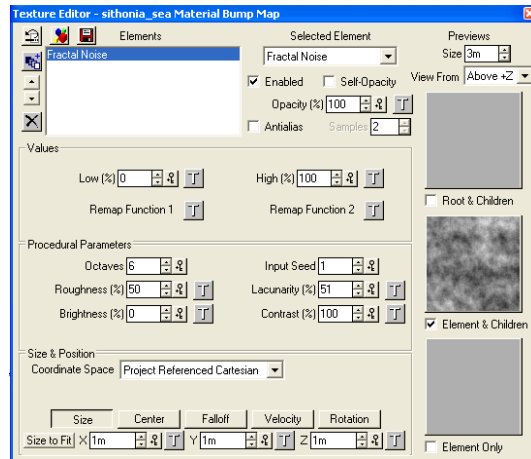 Texture Editor - sithonia_sea Material Bump Map
Elements
Fractal Noise
Selected Element
Fractal Noise
Enabled
Self-Opacity
Opacity (%) 100 T
Antialias
Samples 2
Previews
Size 3m
View From Above +Z
Values
Low (%) 0 T
High (%) 100 T
Remap Function 1 T
Remap Function 2 T
Root & Children
Procedural Parameters
Octaves 6
Input Seed 1
Roughness (%) 50 T
Lacunarity (%) 51 T
Brightness (%) 0 T
Contrast (%) 100 T
Element & Children
Size & Position
Coordinate Space Project Referenced Cartesian
Size Center Falloff Velocity Rotation
Size to Fit X 1m T Y 1m T Z 1m T
Element Only